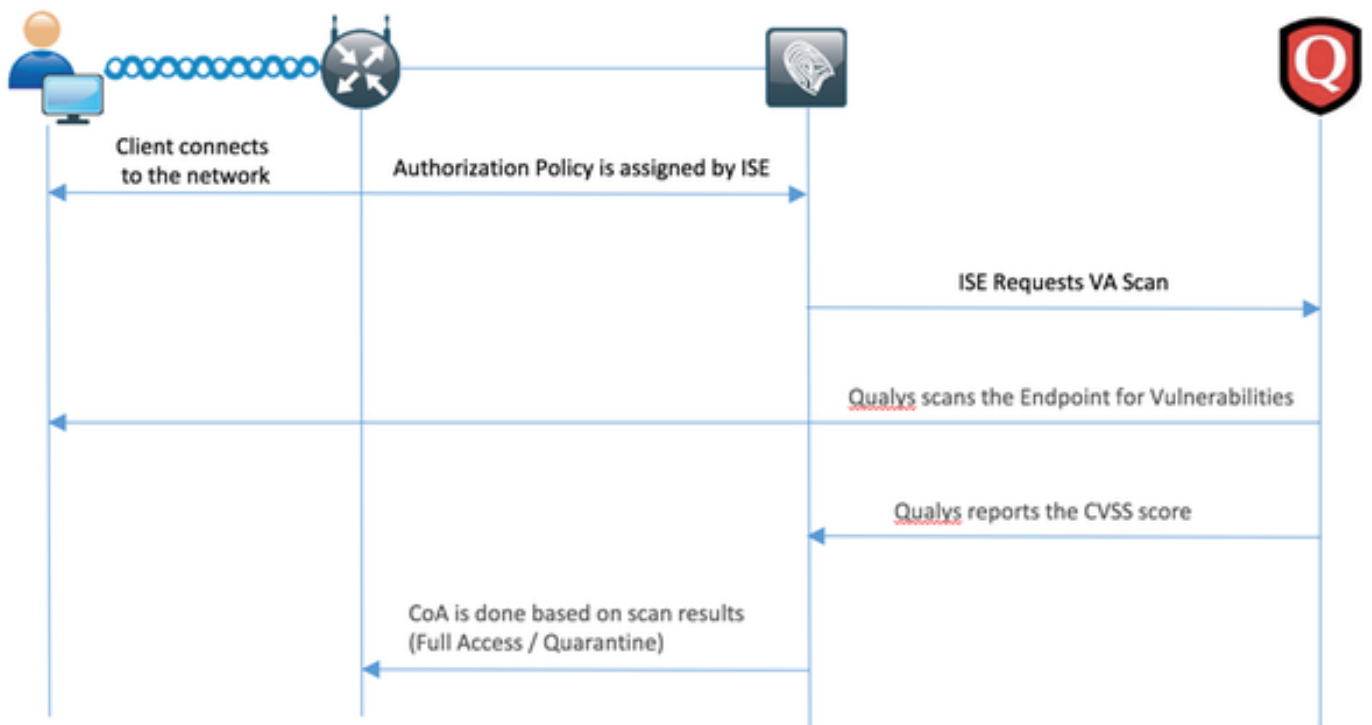 Q
Client connects
to the network
Authorization Policy is assigned by ISE
ISE Requests VA Scan
Qualys scans the Endpoint for Vulnerabilities
Qualys reports the CVSS score
CoA is done based on scan results
(Full Access / Quarantine)